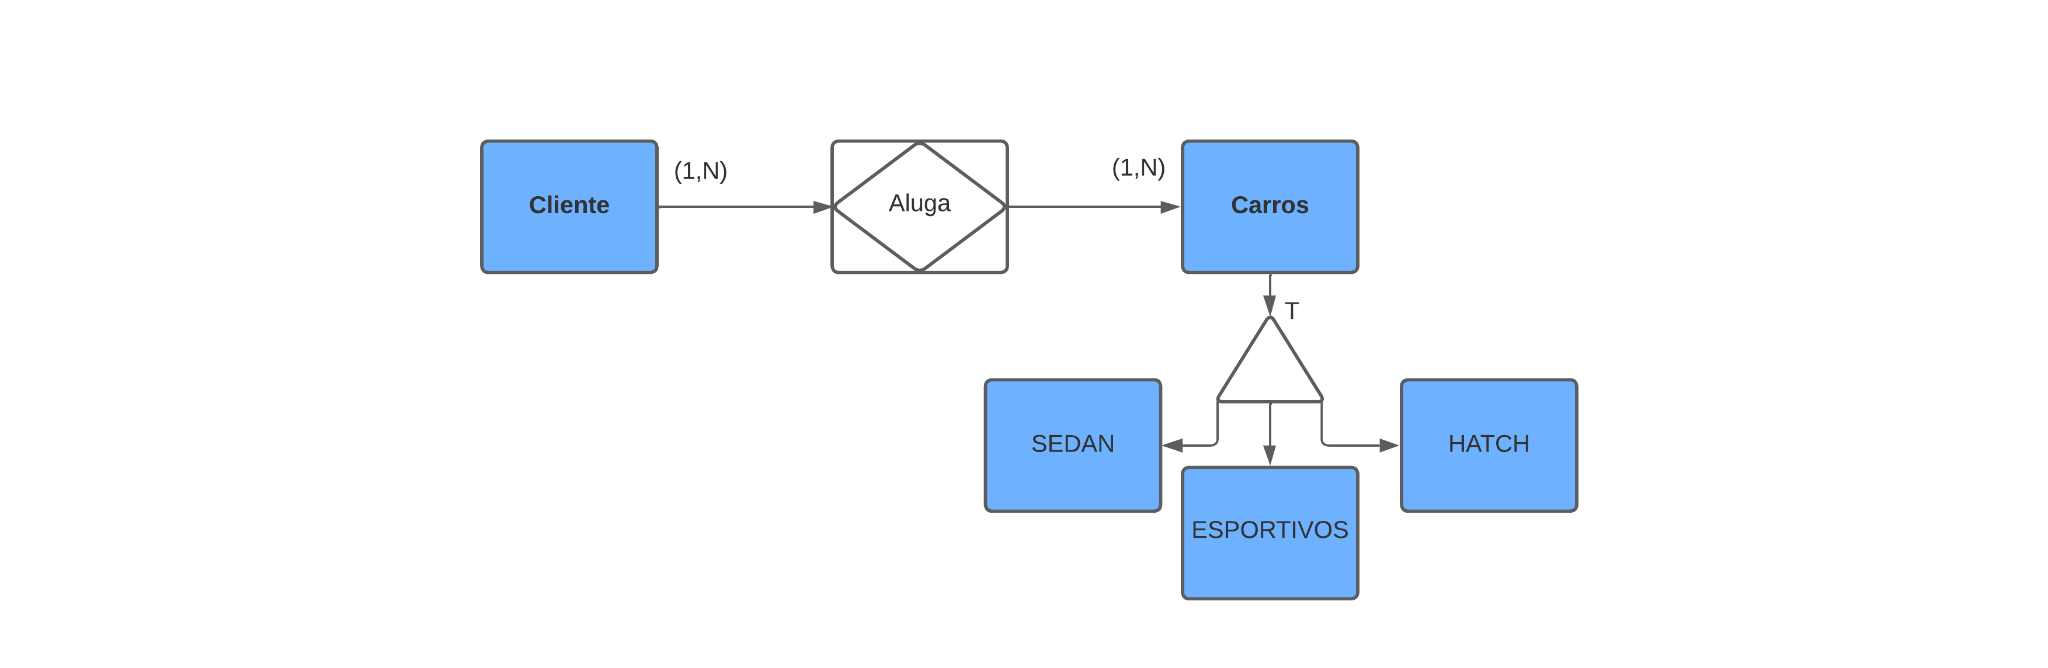 (1,N)
(1,N)
Cliente
Aluga
Carros
T
SEDAN
HATCH
ESPORTIVOS